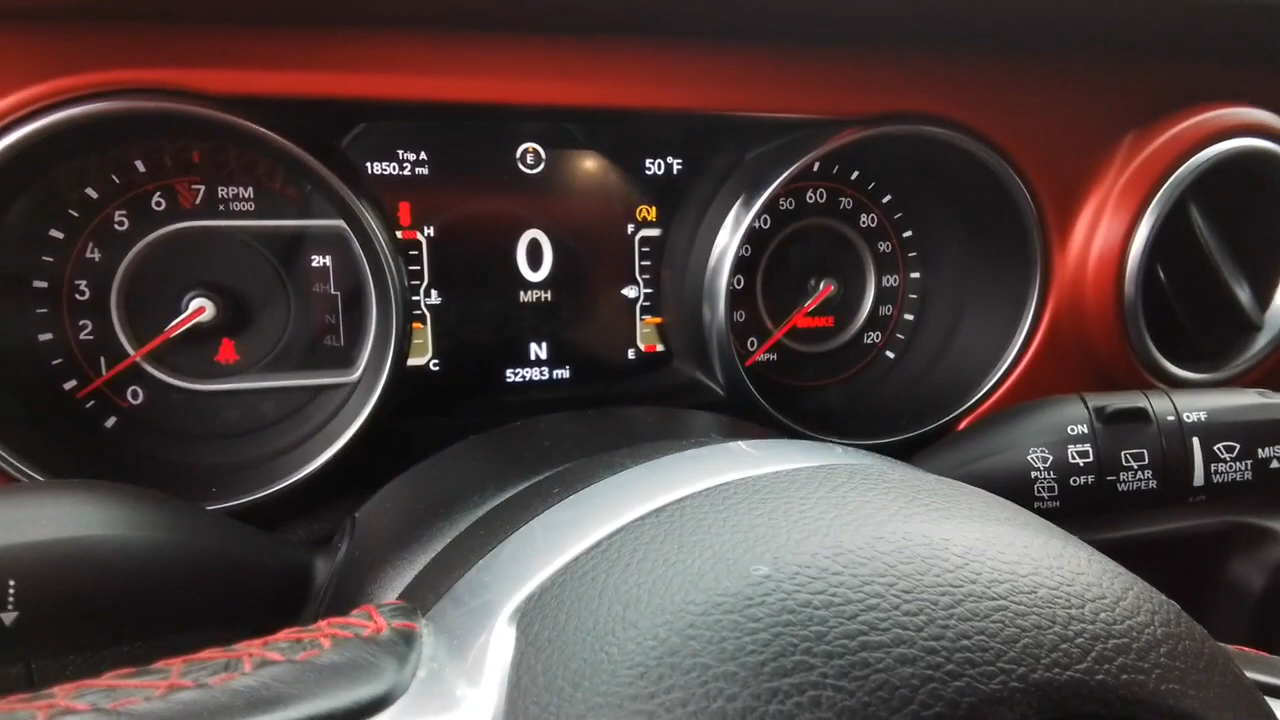 7 RPM
x 1000
6
5
4
3
2
1
0
2H
4H
N
4L
Trip A
1850.2 mi
E
50°F
H
C
0
MPH
N
52983 mi
A!
F
E
0
10
40
50
60
70
80
90
100
110
120
MPH
BRAKE
ON
OFF
PULL
PUSH
REAR
WIPER
OFF
FRONT
WIPER